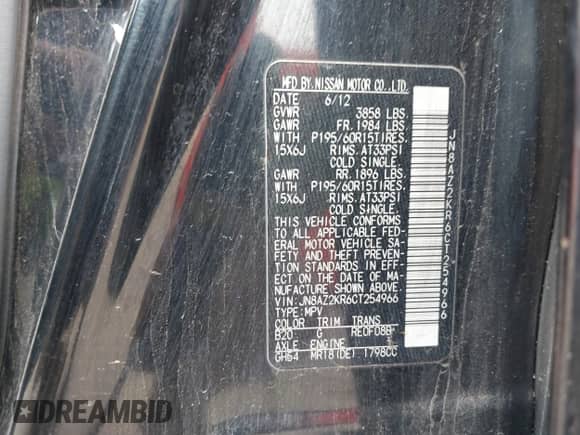 MFD BY.NISSAN MOTOR CO.,LTD.
DATE 6/12
GVWR 3858 LBS.
GAWR FR.1984 LBS.
WITH P195/60R15TIRES.
15X6J RIMS.AT33PSI
COLD SINGLE.
GAWR RR.1896 LBS.
WITH P195/60R15TIRES.
15X6J RIMS.AT33PSI
COLD SINGLE.
THIS VEHICLE CONFORMS
TO ALL APPLICABLE FED-
ERAL MOTOR VEHICLE SA-
FETY AND THEFT PREVEN-
TION STANDARDS IN EFF-
ECT ON THE DATE OF MA-
NUFACTURE SHOWN ABOVE.
VIN:JN8AZ2KR6CT254966
TYPE:MPV
COLOR TRIM TRANS
B20 G RE0F08B
AXLE ENGINE
GH54 MR18(DE) 1798CC
JN8AZ2KR6CT254966
DREAMBID